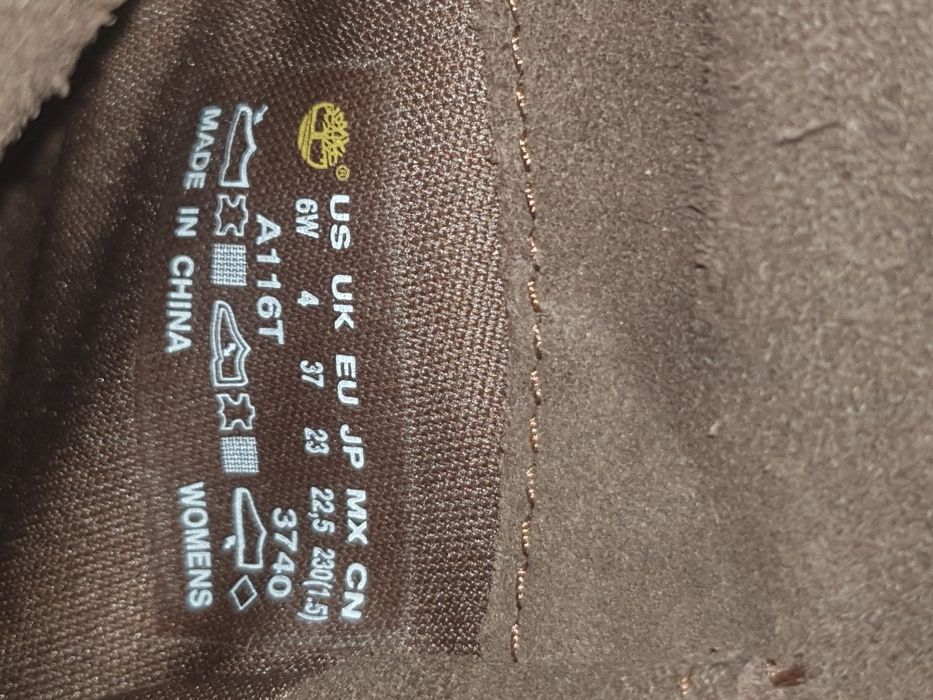 US UK EU JP MX CN
6W 4 37 23 22,5 230(1.5)
A116T 3740
MADE IN CHINA WOMENS